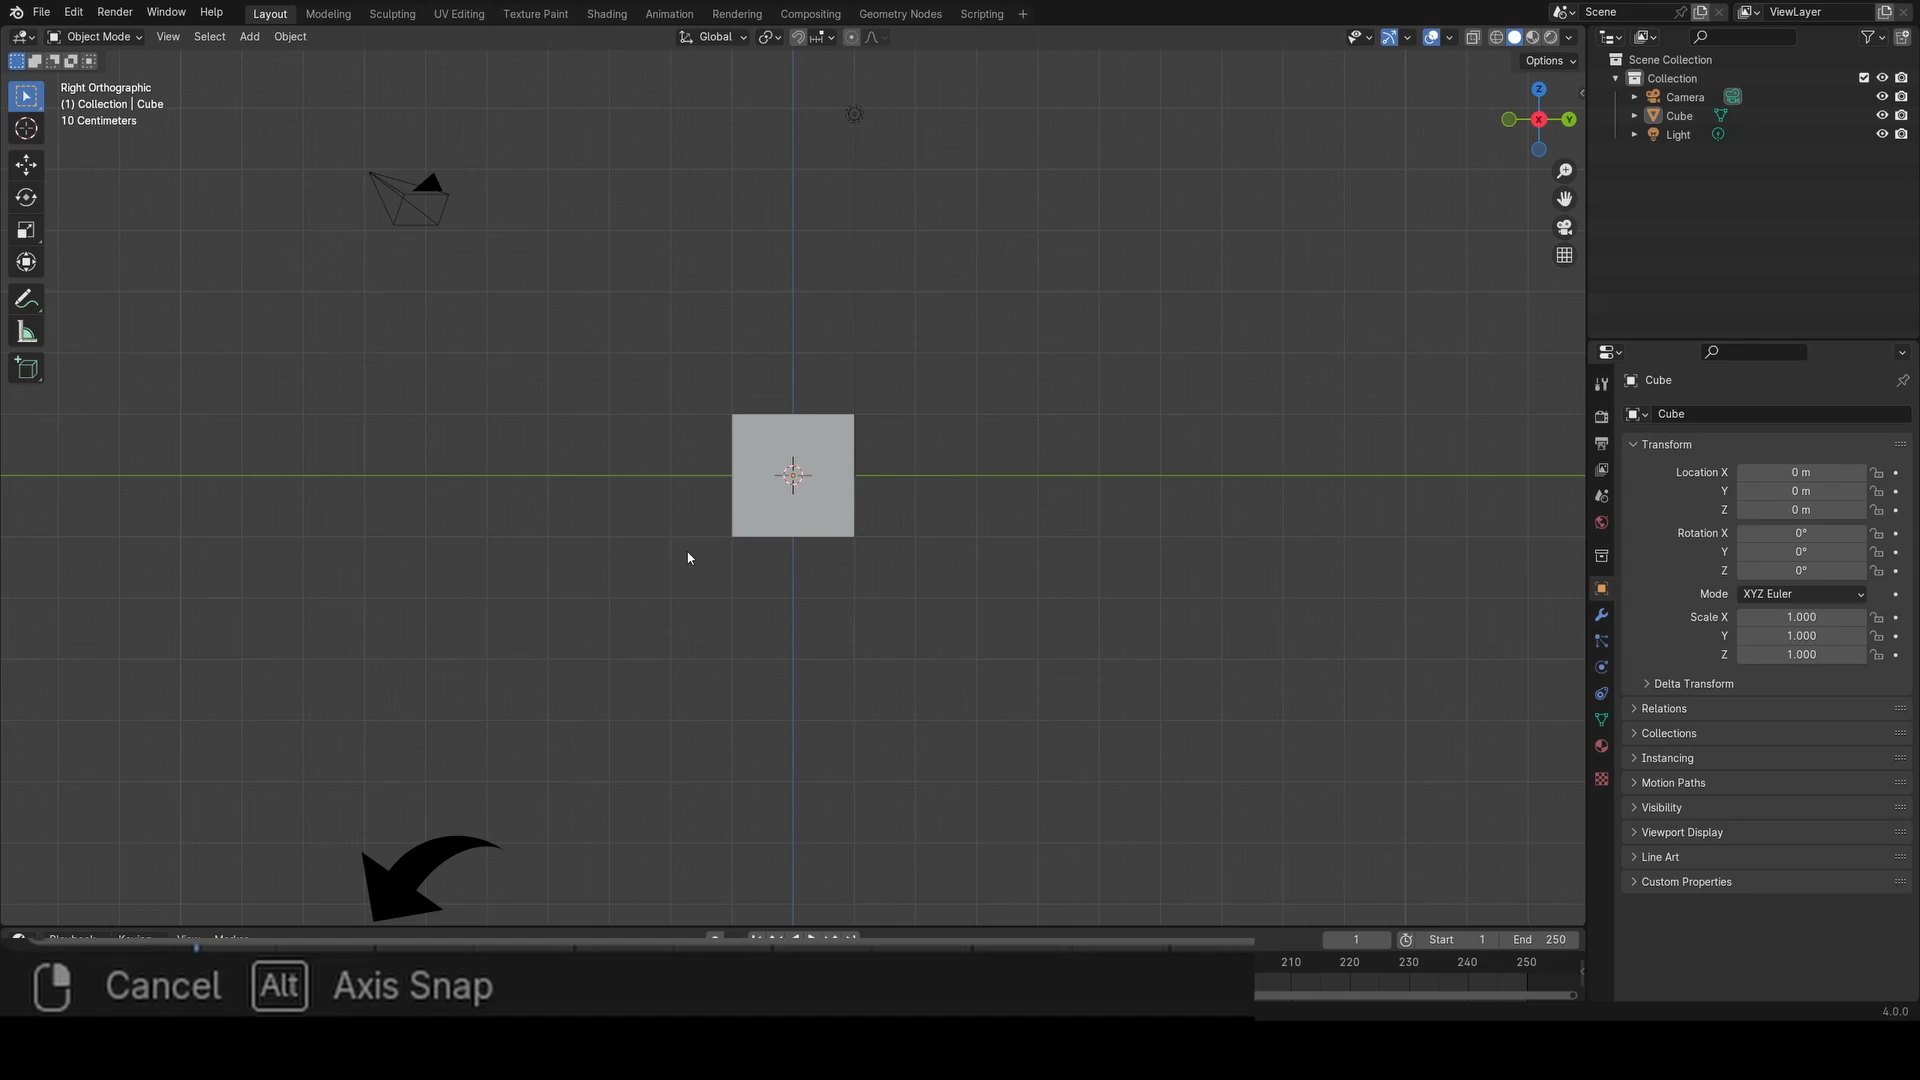 File Edit Render Window Help Layout Modeling Sculpting UV Editing Texture Paint Shading Animation Rendering Compositing Geometry Nodes Scripting + Scene ViewLayer
Object Mode View Select Add Object Global
Options
Right Orthographic
(1) Collection | Cube
10 Centimeters
Z
X
Y
Scene Collection
Collection
Camera
Cube
Light
Cube
Cube
Transform
Location X 0 m
Y 0 m
Z 0 m
Rotation X 0°
Y 0°
Z 0°
Mode XYZ Euler
Scale X 1.000
Y 1.000
Z 1.000
Delta Transform
Relations
Collections
Instancing
Motion Paths
Visibility
Viewport Display
Line Art
Custom Properties
1 Start 1 End 250
210 220 230 240 250
Cancel Alt Axis Snap
4.0.0